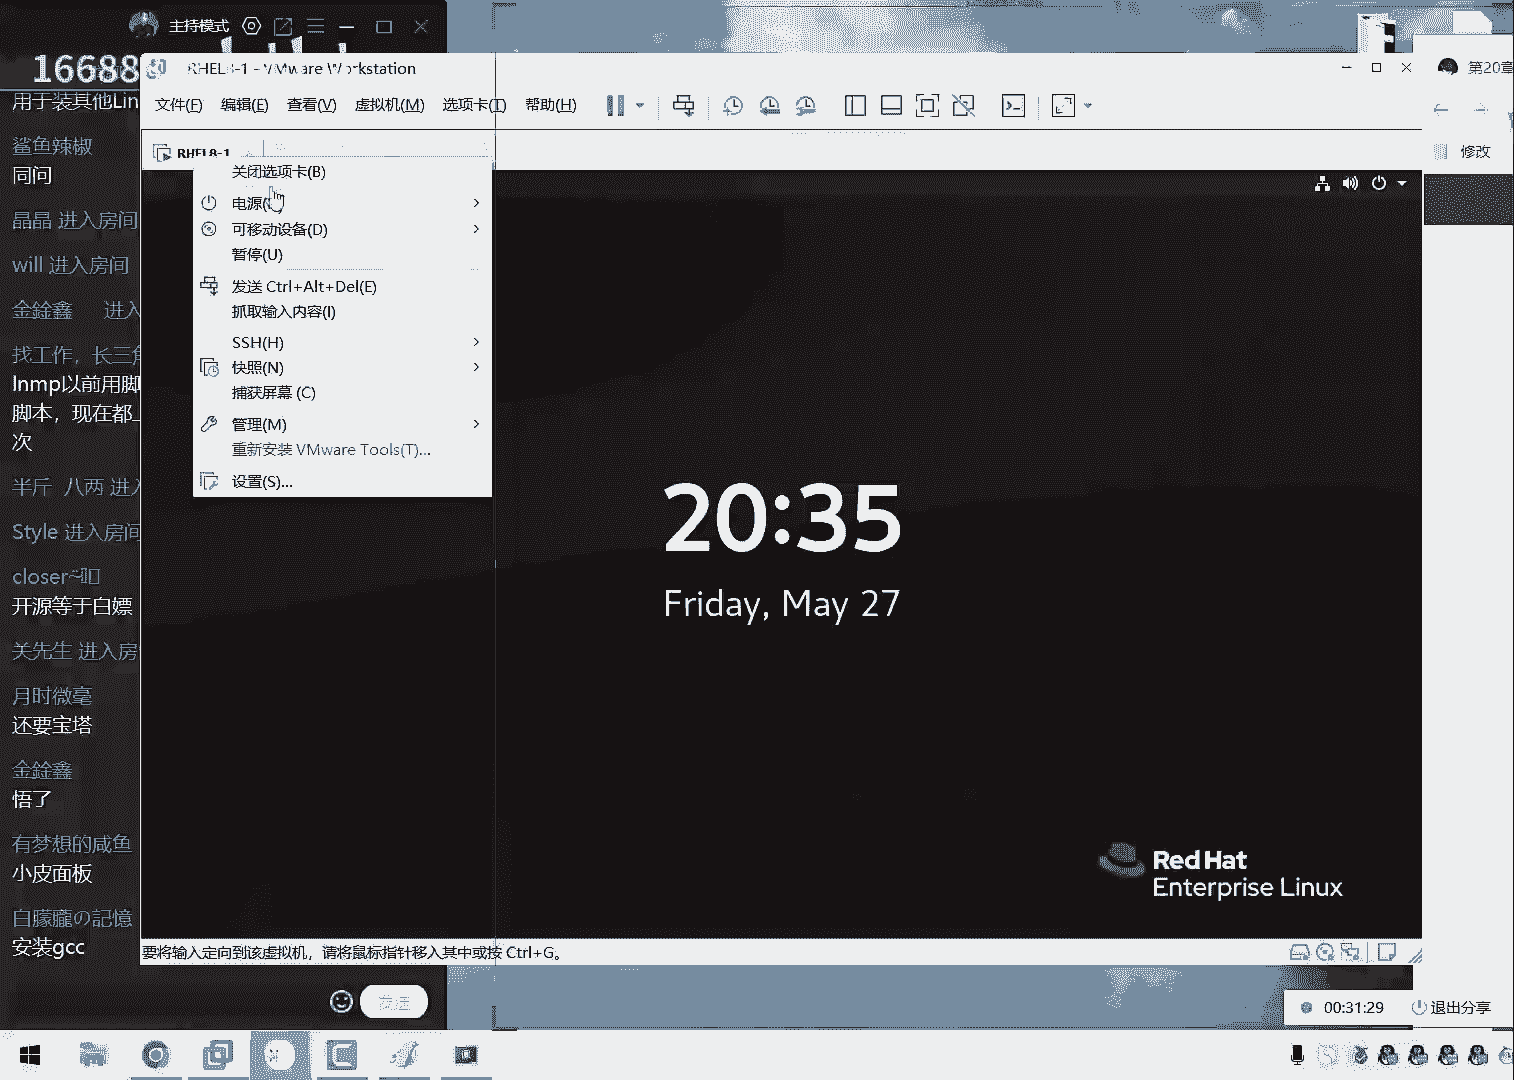 主持模式
16688
用于装其他Lin
鲨鱼辣椒
同问
晶晶 进入房间
will 进入房间
金銓鑫 进入
找工作，长三角
lnmp以前用脚
脚本，现在都上
次
半斤 八两 进入
Style 进入房间
closer~
开源等于白嫖
关先生 进入房
月时微毫
还要宝塔
金銓鑫
悟了
有梦想的咸鱼
小皮面板
白朦朧の記憶
安装gcc
发送
RHEL8-1 - VMware Workstation
文件(F) 编辑(E) 查看(V) 虚拟机(M) 选项卡(T) 帮助(H)
RHEL8-1
关闭选项卡(B)
电源
可移动设备(D)
暂停(U)
发送 Ctrl+Alt+Del(E)
抓取输入内容(I)
SSH(H)
快照(N)
捕获屏幕 (C)
管理(M)
重新安装 VMware Tools(T)...
设置(S)...
20:35
Friday, May 27
Red Hat
Enterprise Linux
要将输入定向到该虚拟机，请将鼠标指针移入其中或按 Ctrl+G。
第20章
修改
00:31:29 退出分享